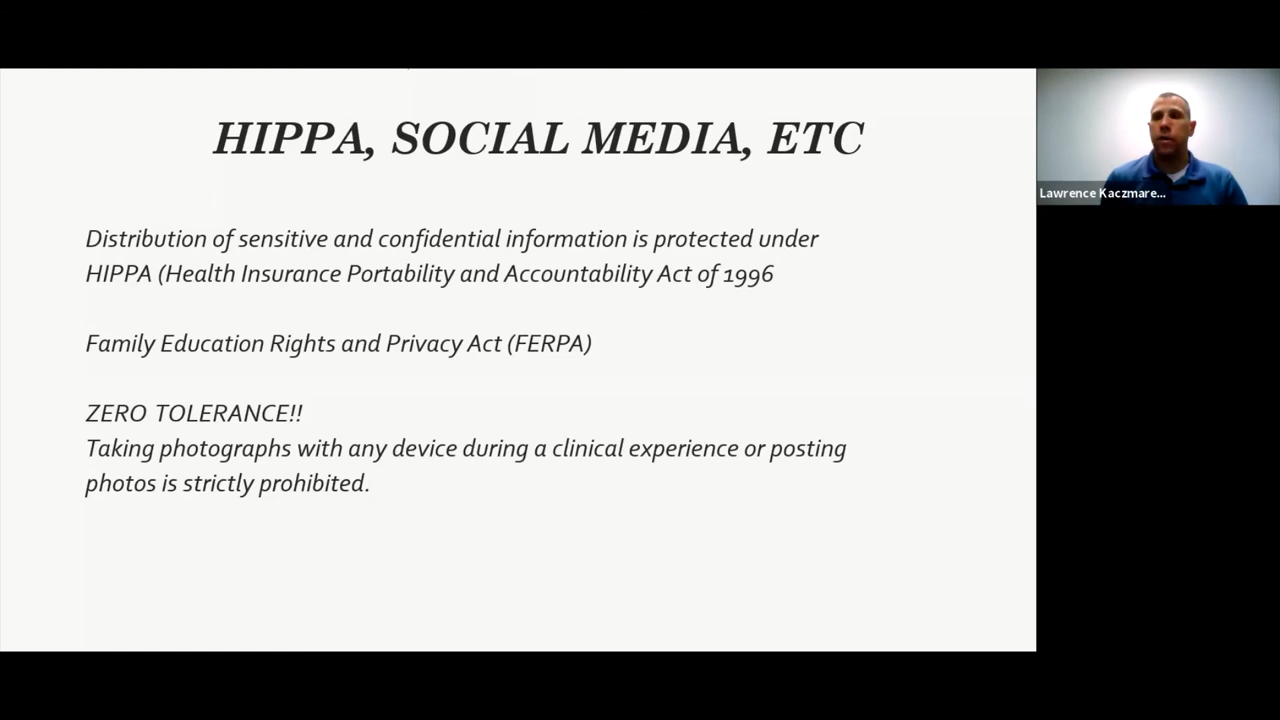 HIPPA, SOCIAL MEDIA, ETC
Distribution of sensitive and confidential information is protected under
HIPPA (Health Insurance Portability and Accountability Act of 1996
Family Education Rights and Privacy Act (FERPA)
ZERO TOLERANCE!!
Taking photographs with any device during a clinical experience or posting
photos is strictly prohibited.
Lawrence Kaczmare...